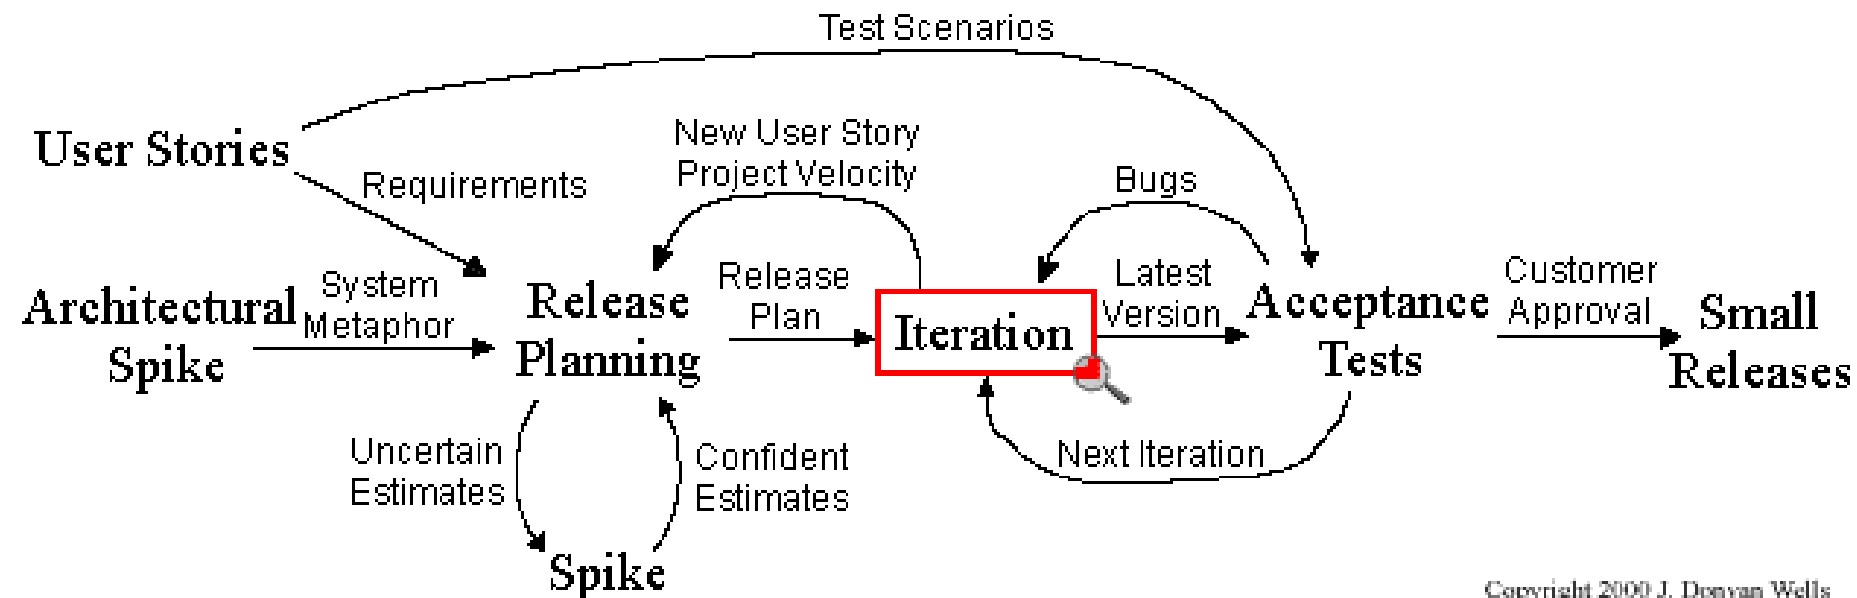 Test Scenarios
User Stories
Requirements
New User Story
Project Velocity
Bugs
Architectural
Spike
System
Metaphor
Release
Planning
Release
Plan
Iteration
Latest
Version
Acceptance
Tests
Customer
Approval
Small
Releases
Uncertain
Estimates
Confident
Estimates
Next Iteration
Spike
Copyright 2000 J. Donvan Wells